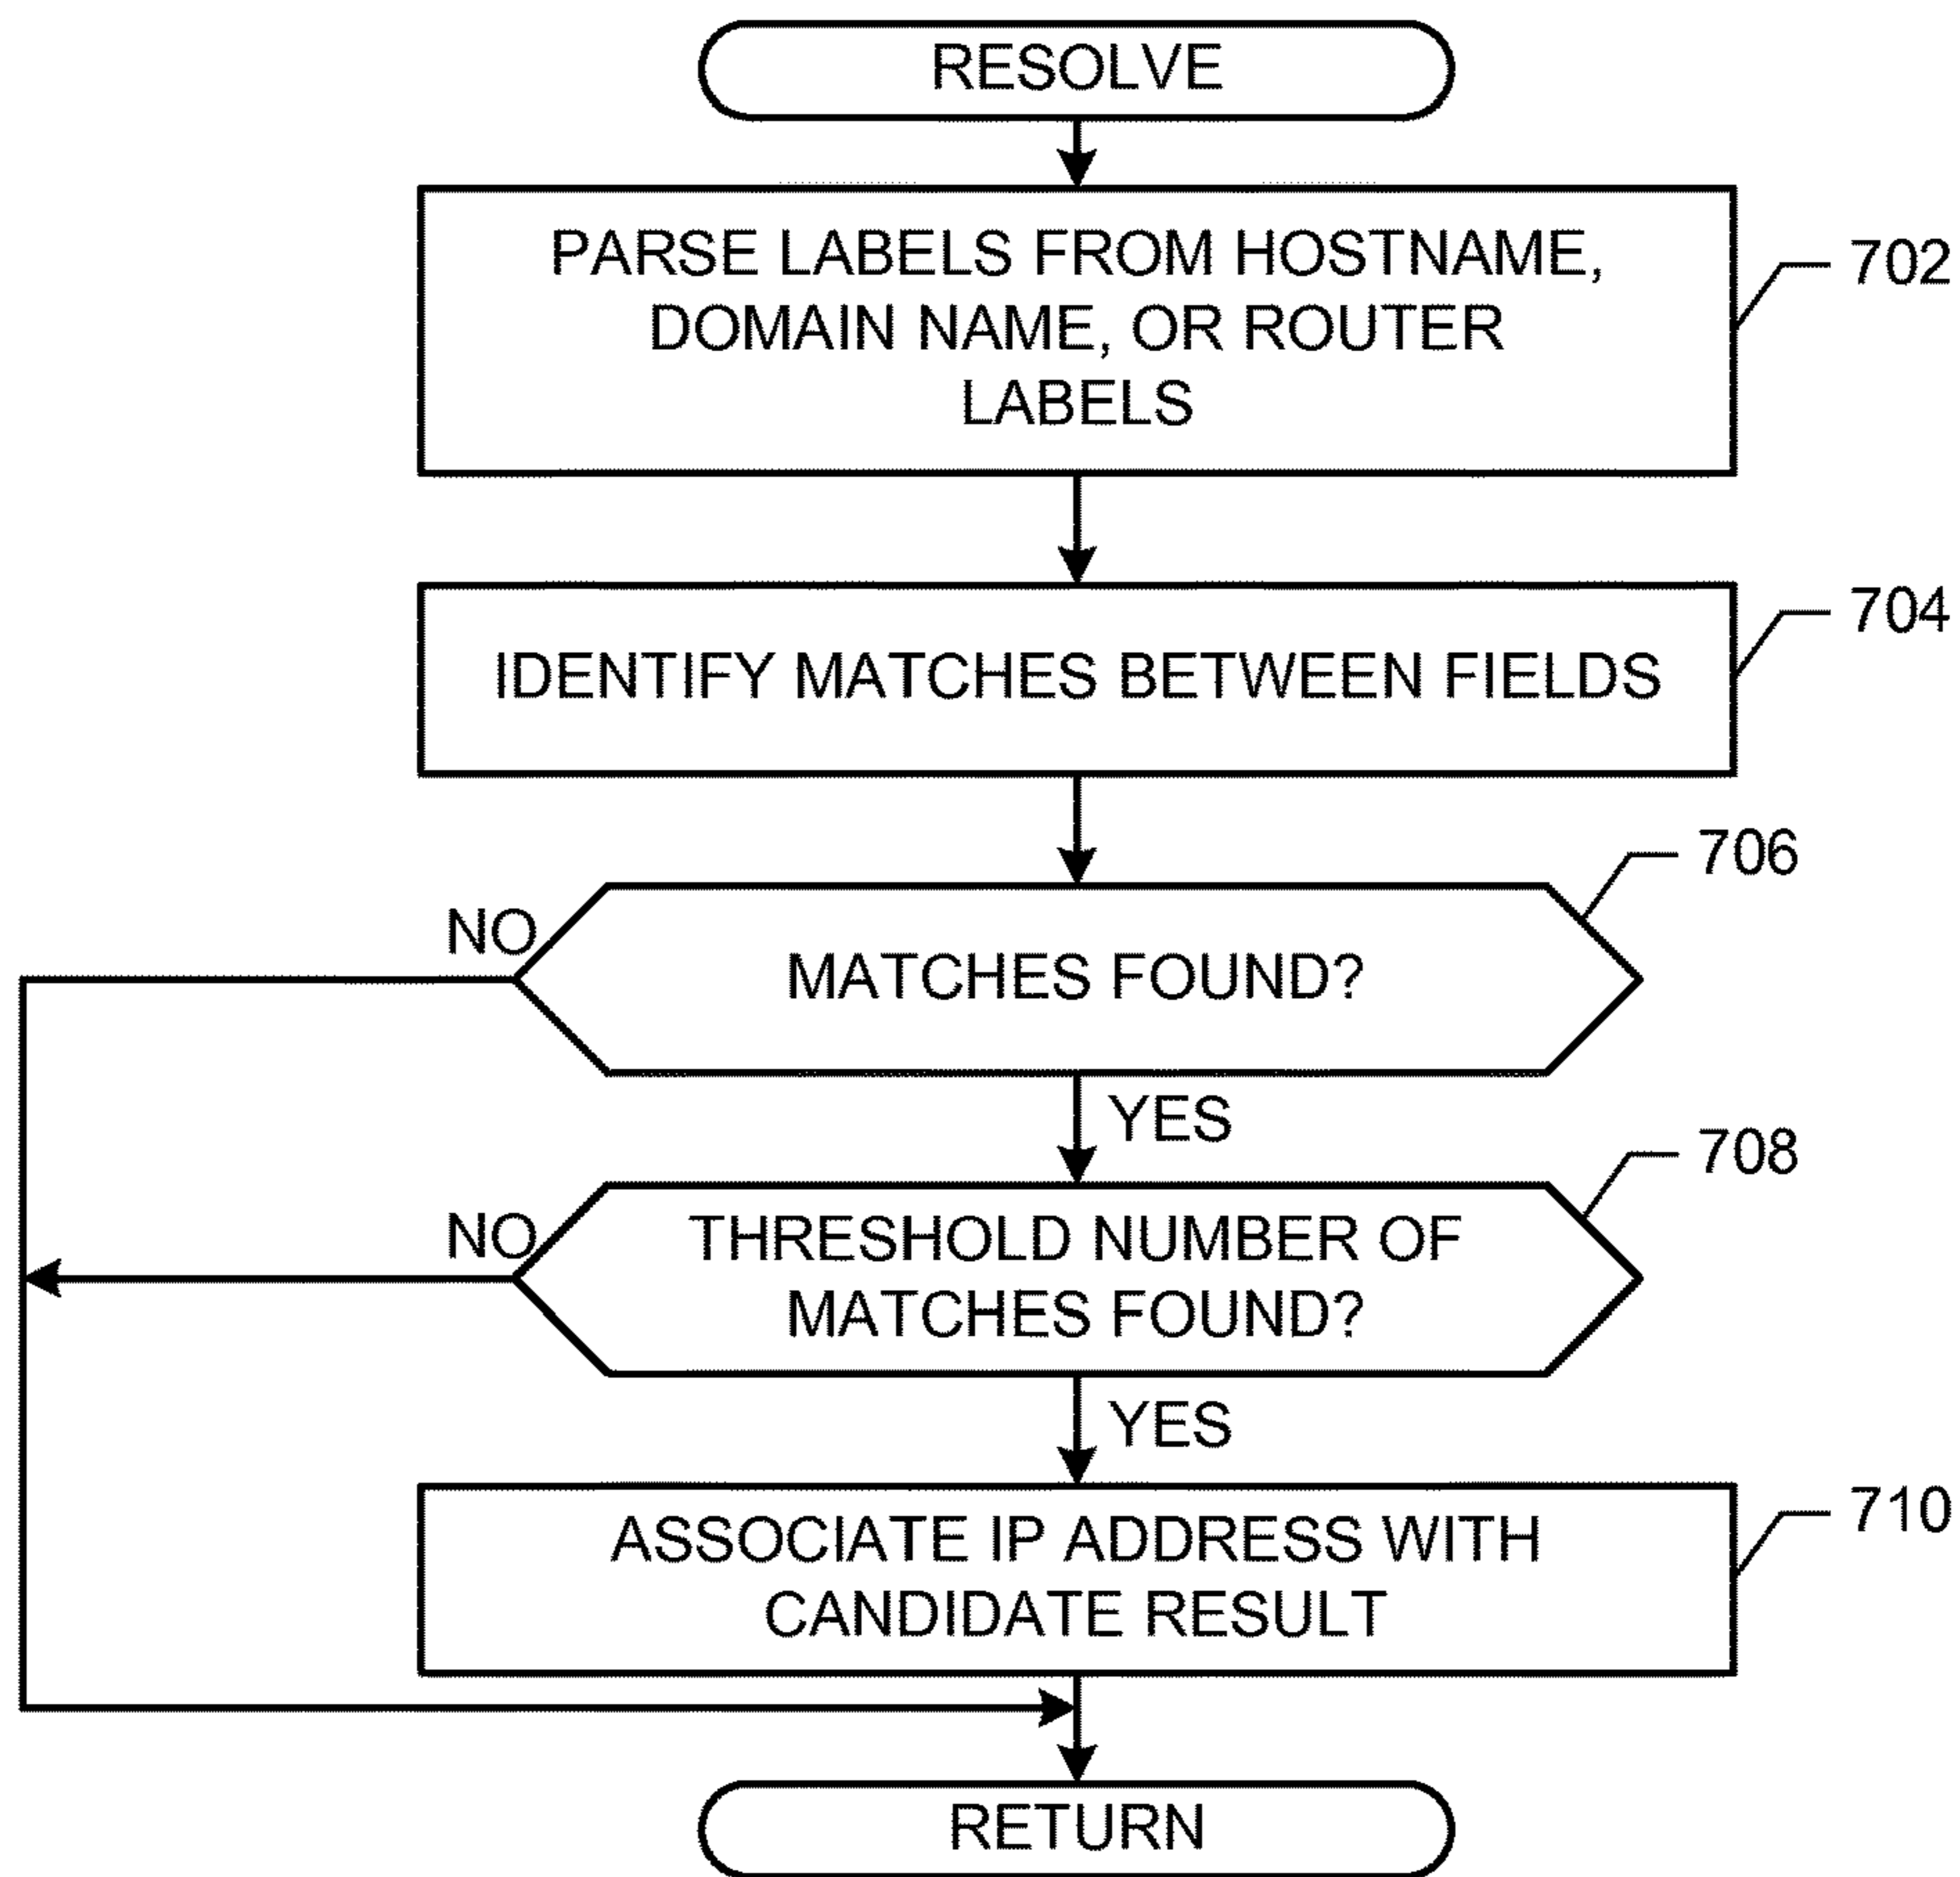 RESOLVE
PARSE LABELS FROM HOSTNAME,
DOMAIN NAME, OR ROUTER
LABELS
702
IDENTIFY MATCHES BETWEEN FIELDS
704
706
NO
MATCHES FOUND?
YES
708
NO
THRESHOLD NUMBER OF
MATCHES FOUND?
YES
ASSOCIATE IP ADDRESS WITH
CANDIDATE RESULT
710
RETURN